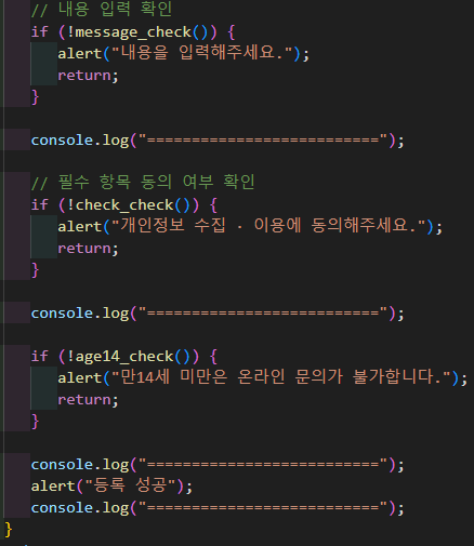 // 내용 입력 확인
if (!message_check()) {
alert("내용을 입력해주세요.");
return;
}
console.log("==========================");
// 필수 항목 동의 여부 확인
if (!check_check()) {
alert("개인정보 수집 · 이용에 동의해주세요.");
return;
}
console.log("==========================");
if (!age14_check()) {
alert("만14세 미만은 온라인 문의가 불가합니다.");
return;
}
console.log("==========================");
alert("등록 성공");
console.log("==========================");
}